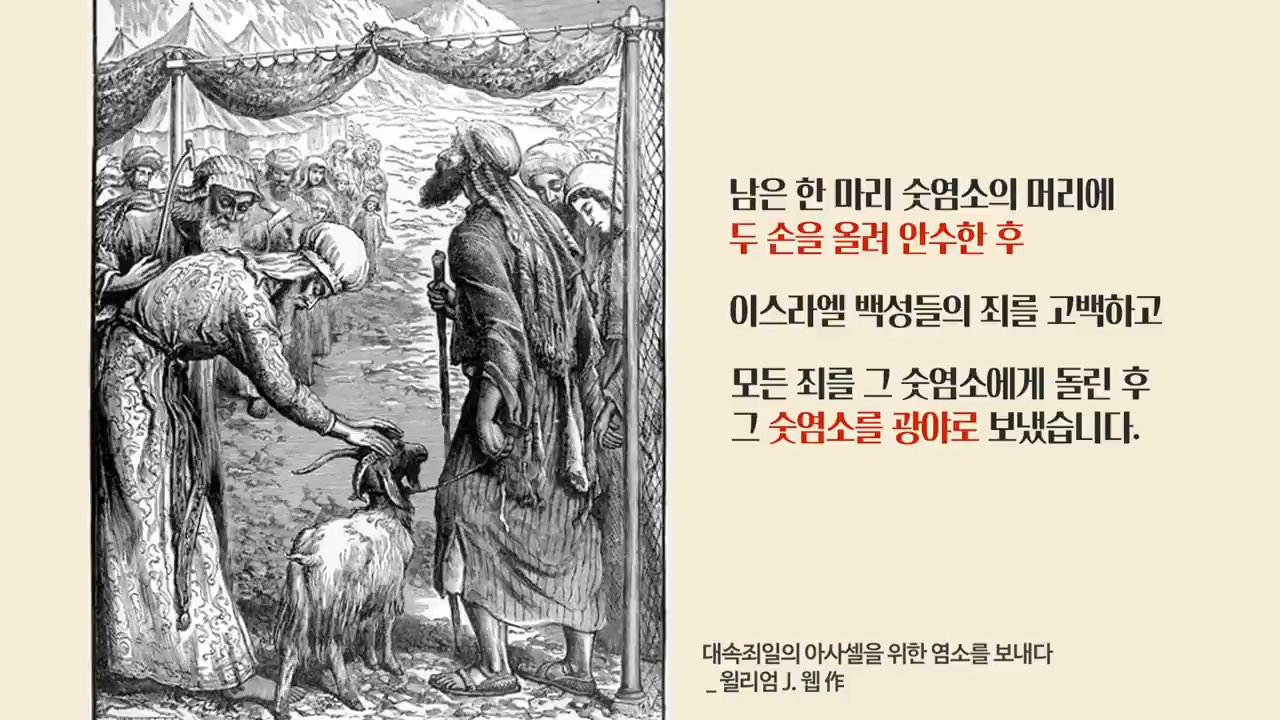 남은 한 마리 숫염소의 머리에
두 손을 올려 안수한 후
이스라엘 백성들의 죄를 고백하고
모든 죄를 그 숫염소에게 돌린 후
그 숫염소를 광야로 보냈습니다.
대속죄일의 아사셀을 위한 염소를 보내다
_ 윌리엄 J. 웹 作